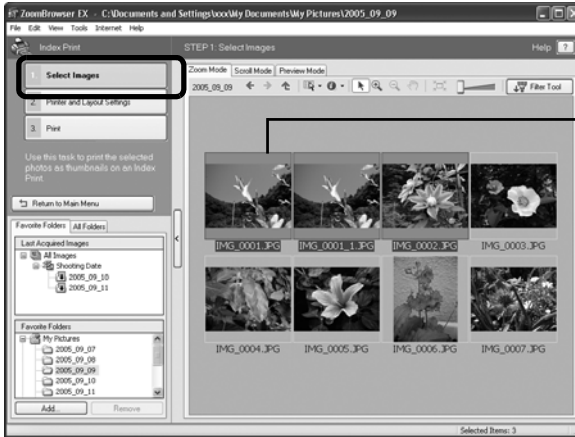 ZoomBrowser EX - C:\Documents and Settings\xxx\My Documents\My Pictures\2005_09_09
File Edit View Tools Internet Help
Index Print
STEP 1: Select Images
Help ?
1. Select Images
2. Printer and Layout Settings
3. Print
Use this task to print the selected
photos as thumbnails on an Index
Print.
Return to Main Menu
Zoom Mode Scroll Mode Preview Mode
2005_09_09
Filter Tool
IMG_0001.JPG IMG_0001_1.JPG IMG_0002.JPG IMG_0003.JPG
IMG_0004.JPG IMG_0005.JPG IMG_0006.JPG IMG_0007.JPG
Favorite Folders All Folders
Last Acquired Images
All Images
Shooting Date
2005_09_10
2005_09_11
Favorite Folders
My Pictures
2005_09_07
2005_09_08
2005_09_09
2005_09_10
2005_09_11
Add... Remove
Selected Items: 3